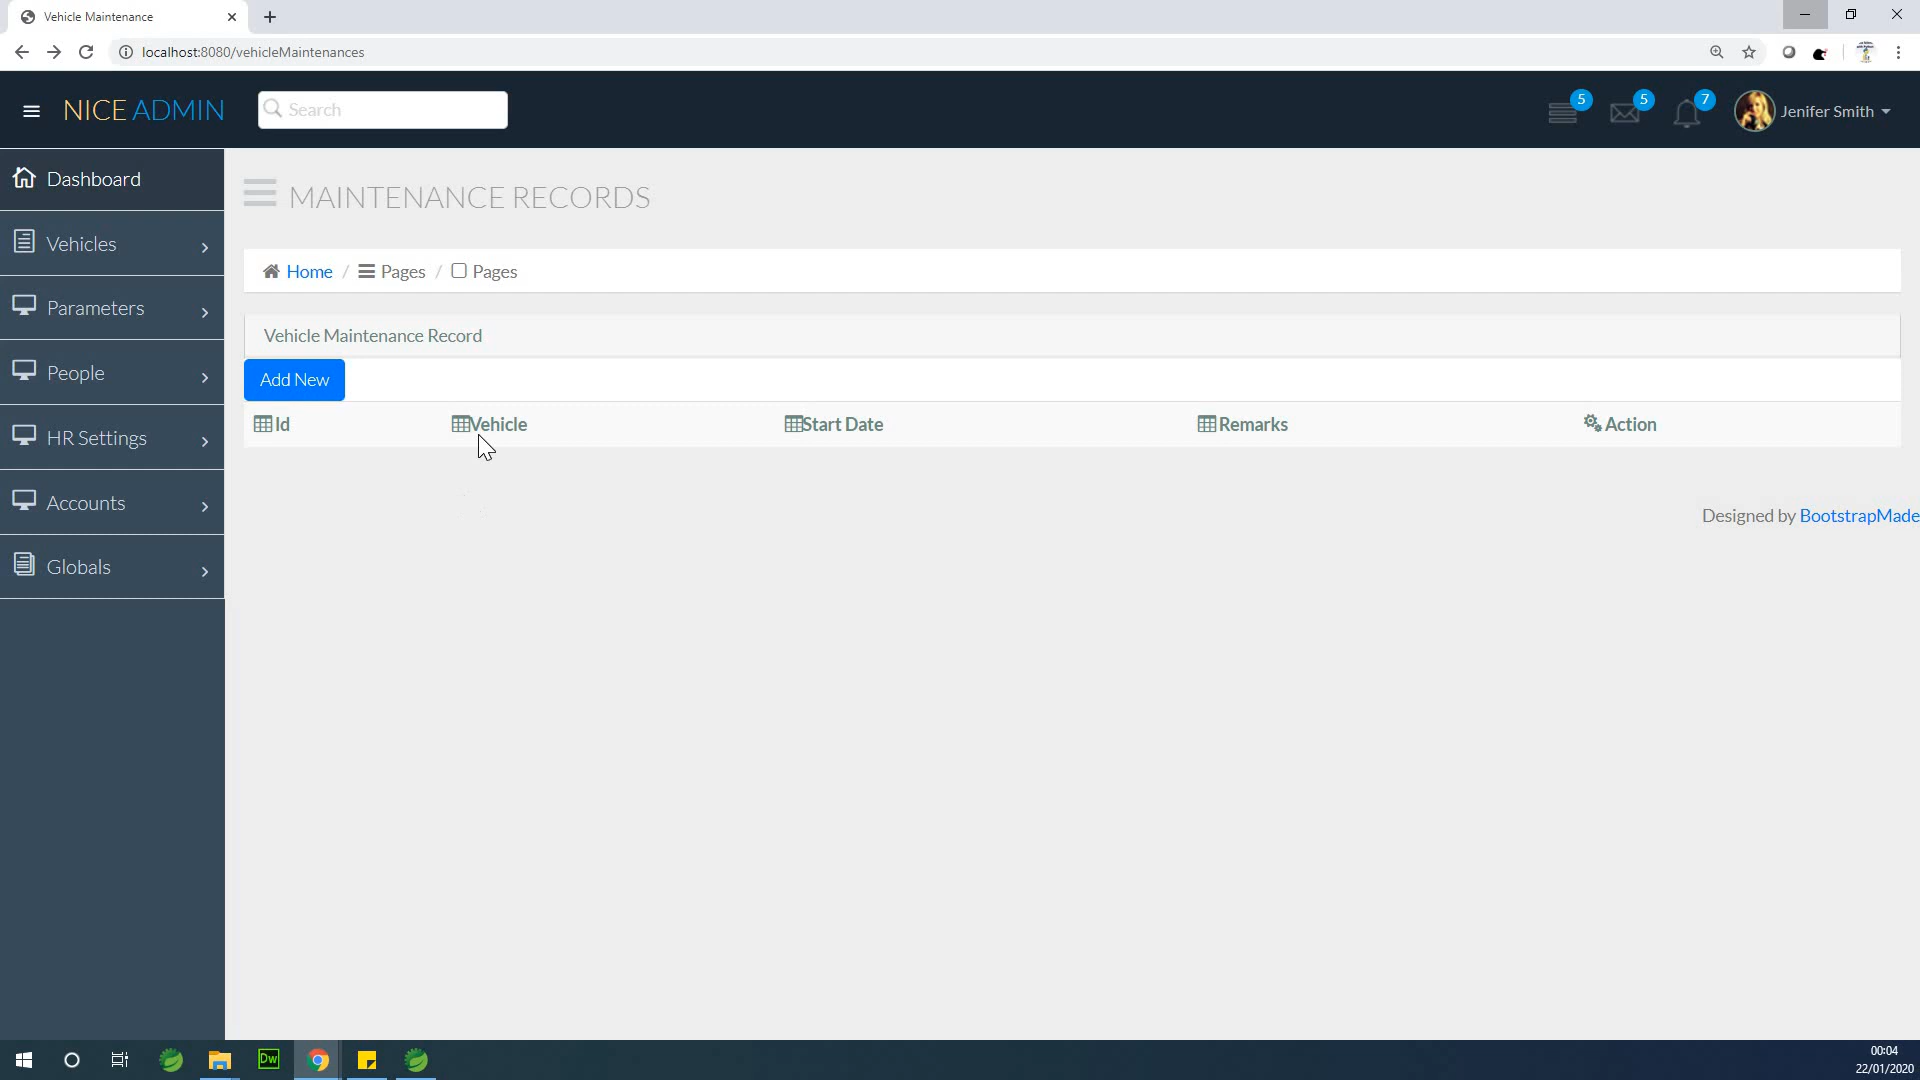 Vehicle Maintenance
localhost:8080/vehicleMaintenances
NICE ADMIN
Search
5
5
7
Jenifer Smith
Dashboard
Vehicles
Parameters
People
HR Settings
Accounts
Globals
MAINTENANCE RECORDS
Home / Pages / Pages
Vehicle Maintenance Record
Add New
Id Vehicle Start Date Remarks Action
Designed by BootstrapMade
Dw
00:04
22/01/2020